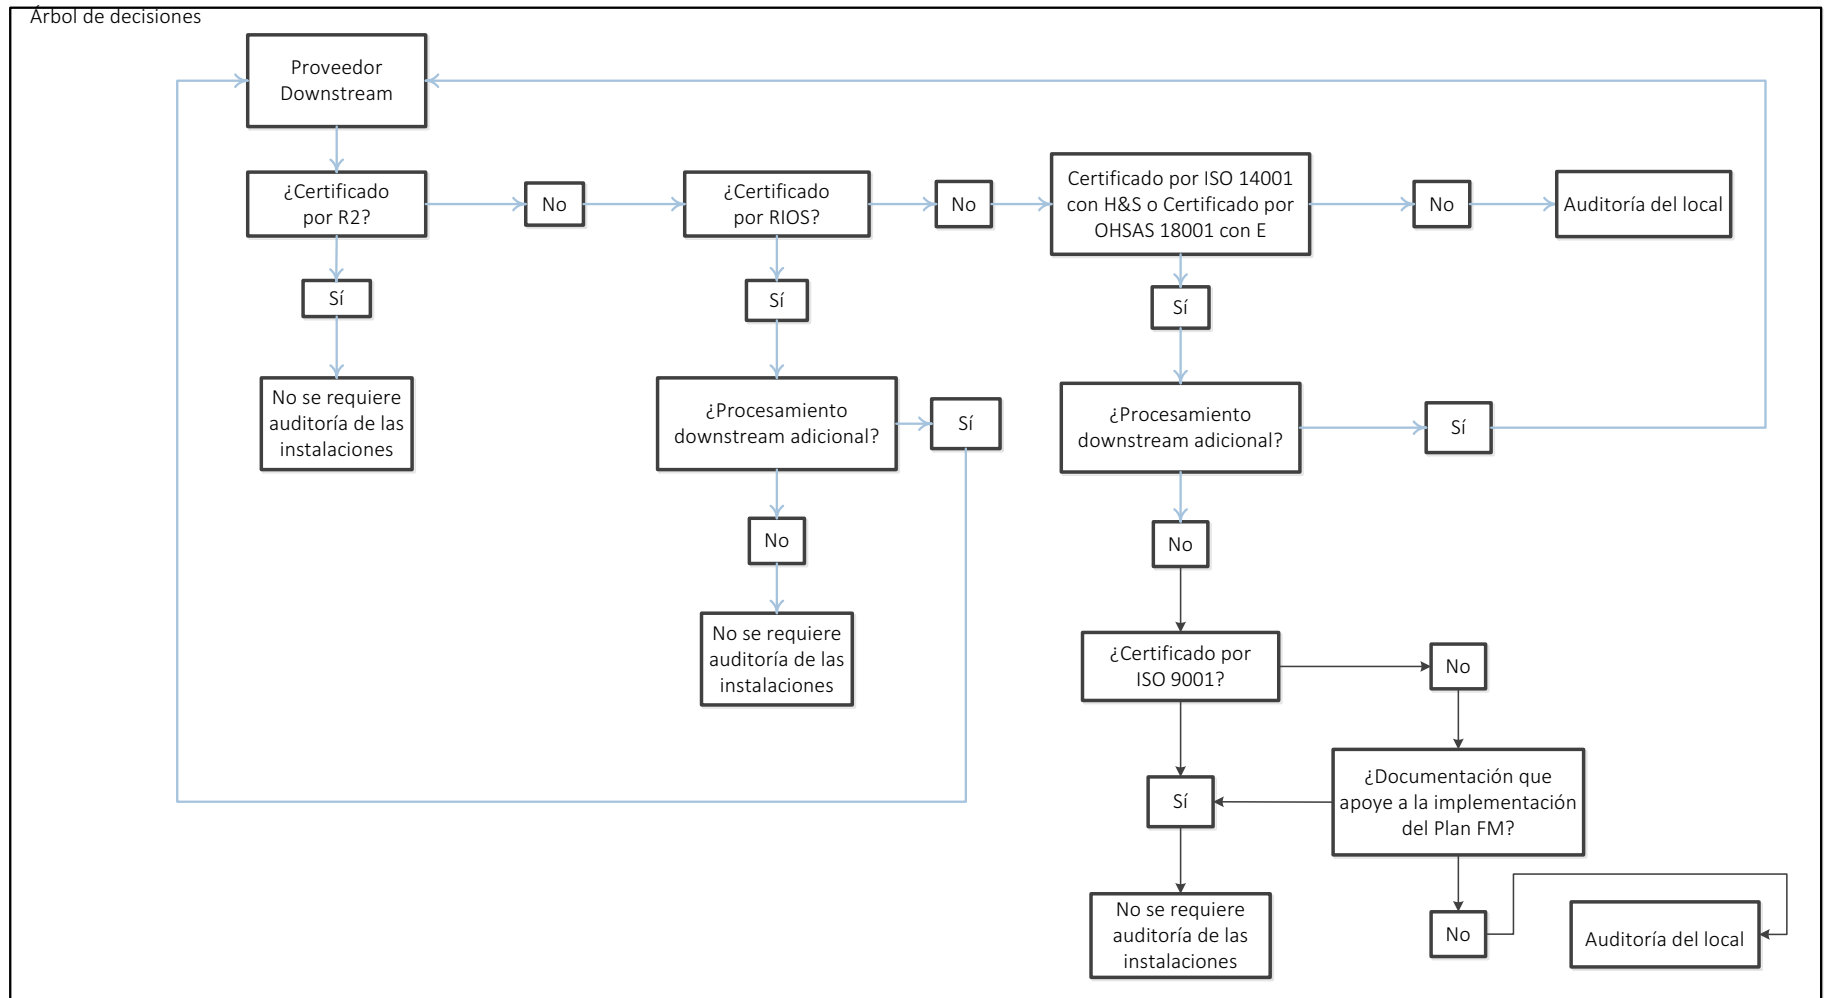 Árbol de decisiones
Proveedor
Downstream
¿Certificado
por R2?
No
¿Certificado
por RIOS?
No
Certificado por ISO 14001
con H&S o Certificado por
OHSAS 18001 con E
No
Auditoría del local
Sí
Sí
Sí
No se requiere
auditoría de las
instalaciones
¿Procesamiento
downstream adicional?
Sí
¿Procesamiento
downstream adicional?
Sí
No
No
No se requiere
auditoría de las
instalaciones
¿Certificado por
ISO 9001?
No
¿Documentación que
apoye a la implementación
del Plan FM?
Sí
No se requiere
auditoría de las
instalaciones
No
Auditoría del local